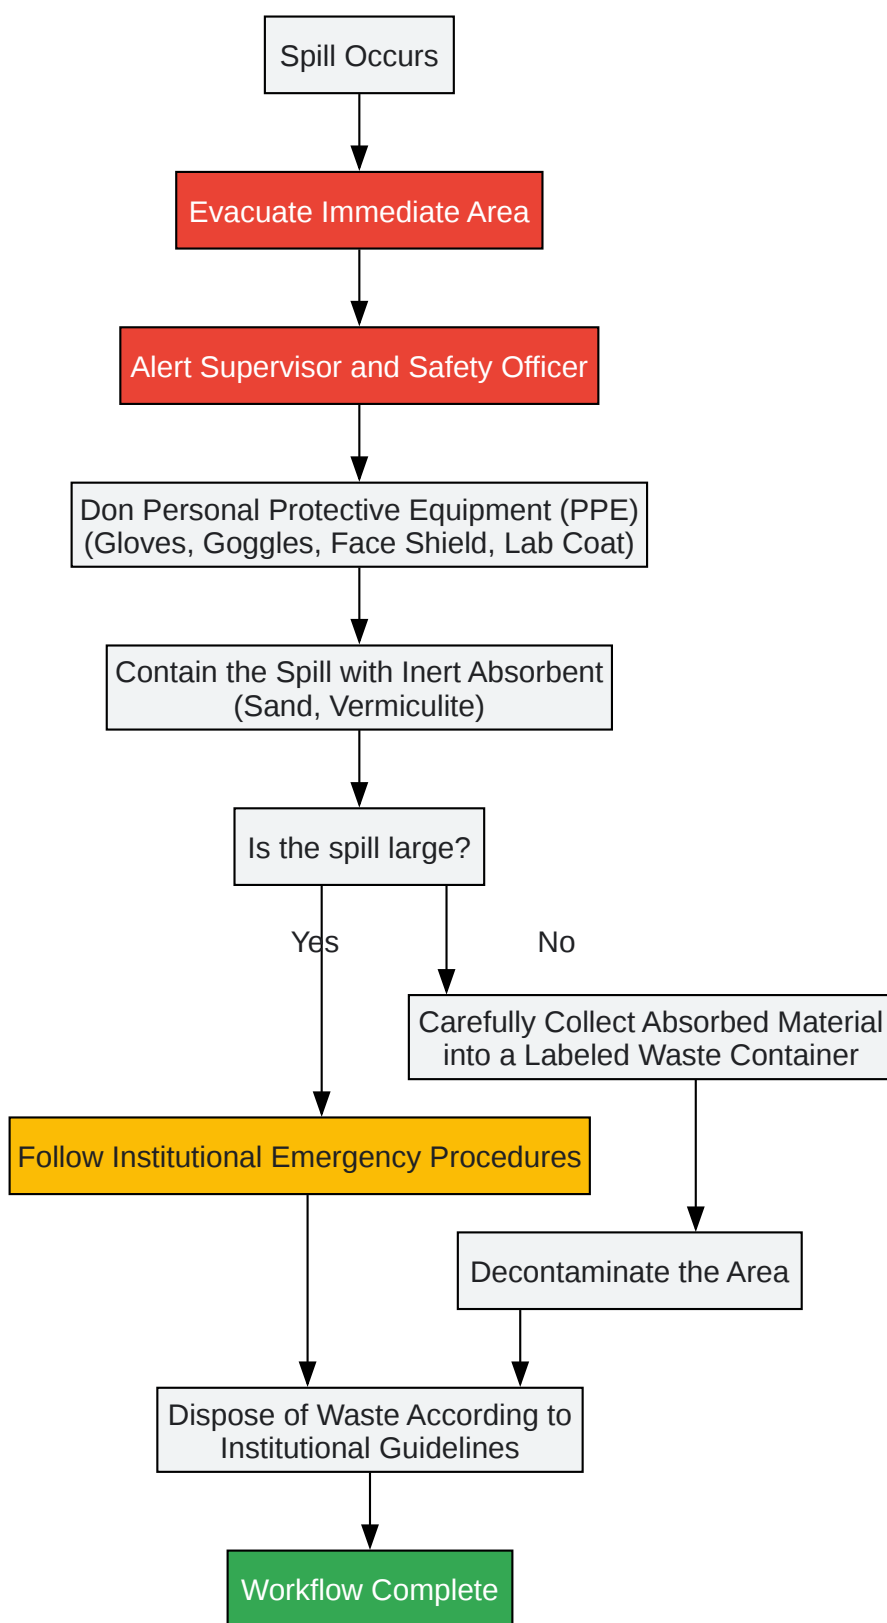 Spill Occurs
Evacuate Immediate Area
Alert Supervisor and Safety Officer
Don Personal Protective Equipment (PPE)
(Gloves, Goggles, Face Shield, Lab Coat)
Contain the Spill with Inert Absorbent
(Sand, Vermiculite)
Is the spill large?
Yes
No
Carefully Collect Absorbed Material
into a Labeled Waste Container
Follow Institutional Emergency Procedures
Decontaminate the Area
Dispose of Waste According to
Institutional Guidelines
Workflow Complete